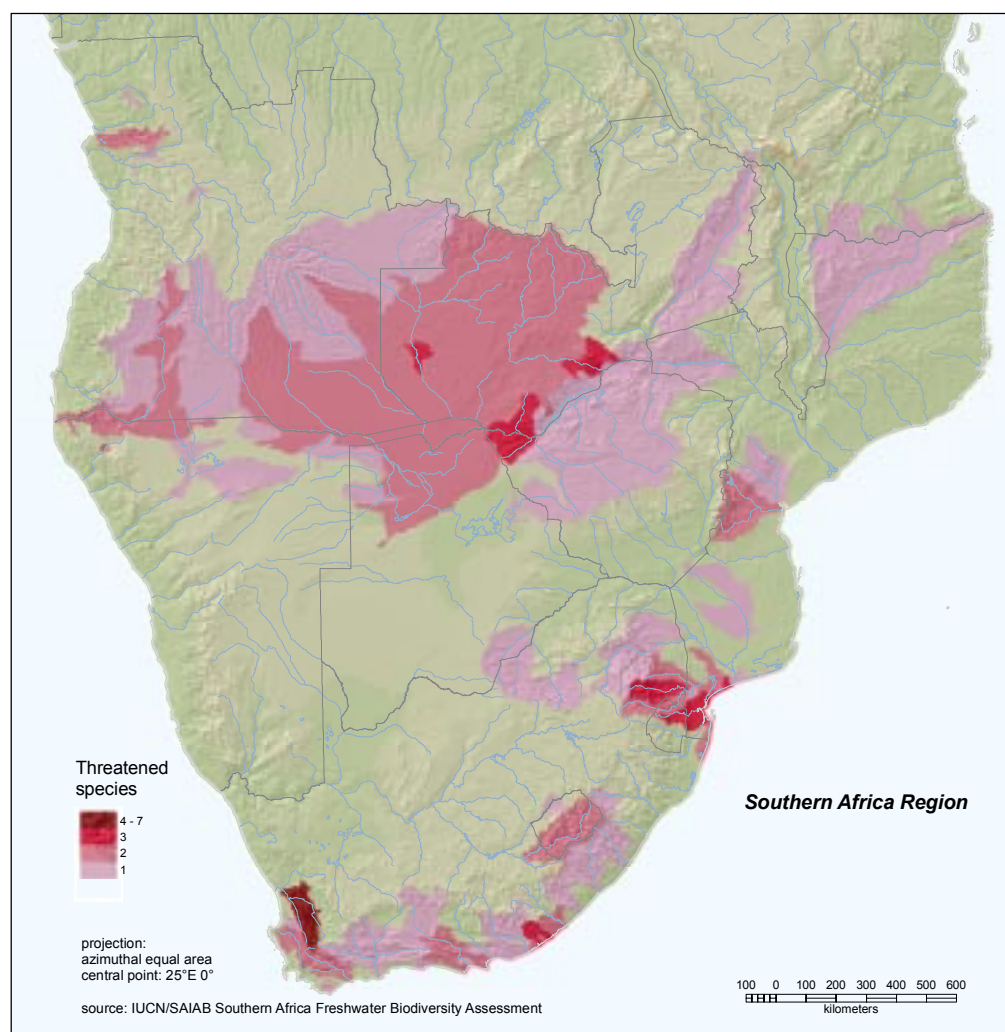 Threatened
species
4 - 7
3
2
1
Southern Africa Region
projection:
azimuthal equal area
central point: 25°E 0°
source: IUCN/SAIAB Southern Africa Freshwater Biodiversity Assessment
100 0 100 200 300 400 500 600
kilometers